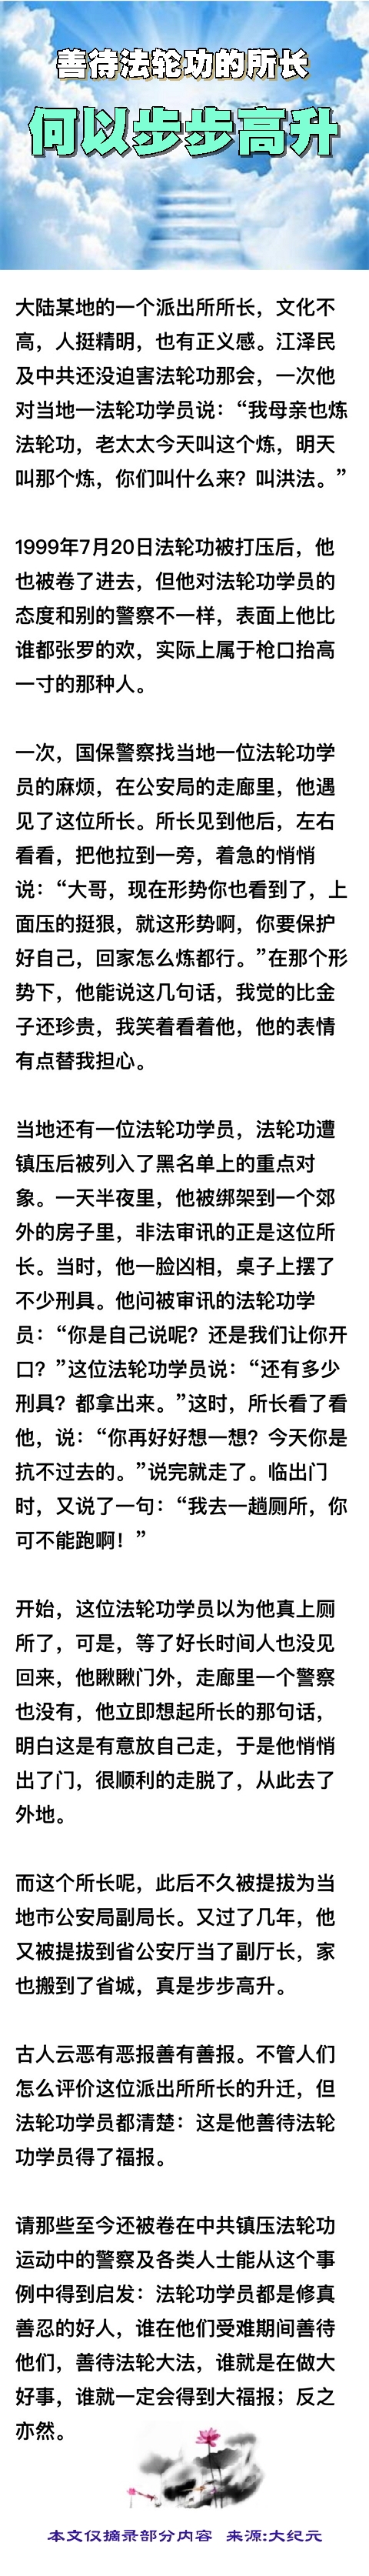 善待法轮功的所长
何以步步高升
大陆某地的一个派出所所长，文化不
高，人挺精明，也有正义感。江泽民
及中共还没迫害法轮功那会，一次他
对当地一法轮功学员说：“我母亲也炼
法轮功，老太太今天叫这个炼，明天
叫那个炼，你们叫什么来？叫洪法。”
1999年7月20日法轮功被打压后，他
也被卷了进去，但他对法轮功学员的
态度和别的警察不一样，表面上他比
谁都张罗的欢，实际上属于枪口抬高
一寸的那种人。
一次，国保警察找当地一位法轮功学
员的麻烦，在公安局的走廊里，他遇
见了这位所长。所长见到他后，左右
看看，把他拉到一旁，着急的悄悄
说：“大哥，现在形势你也看到了，上
面压的挺狠，就这形势啊，你要保护
好自己，回家怎么炼都行。”在那个形
势下，他能说这几句话，我觉的比金
子还珍贵，我笑着看着他，他的表情
有点替我担心。
当地还有一位法轮功学员，法轮功遭
镇压后被列入了黑名单上的重点对
象。一天半夜里，他被绑架到一个郊
外的房子里，非法审讯的正是这位所
长。当时，他一脸凶相，桌子上摆了
不少刑具。他问被审讯的法轮功学
员：“你是自己说呢？还是我们让你开
口？”这位法轮功学员说：“还有多少
刑具？都拿出来。”这时，所长看了看
他，说：“你再好好想一想？今天你是
抗不过去的。”说完就走了。临出门
时，又说了一句：“我去一趟厕所，你
可不能跑啊！”
开始，这位法轮功学员以为他真上厕
所了，可是，等了好长时间人也没见
回来，他瞅瞅门外，走廊里一个警察
也没有，他立即想起所长的那句话，
明白这是有意放自己走，于是他悄悄
出了门，很顺利的走脱了，从此去了
外地。
而这个所长呢，此后不久被提拔为当
地市公安局副局长。又过了几年，他
又被提拔到省公安厅当了副厅长，家
也搬到了省城，真是步步高升。
古人云恶有恶报善有善报。不管人们
怎么评价这位派出所所长的升迁，但
法轮功学员都清楚：这是他善待法轮
功学员得了福报。
请那些至今还被卷在中共镇压法轮功
运动中的警察及各类人士能从这个事
例中得到启发：法轮功学员都是修真
善忍的好人，谁在他们受难期间善待
他们，善待法轮大法，谁就是在做大
好事，谁就一定会得到大福报；反之
亦然。
本文仅摘录部分内容 来源:大纪元